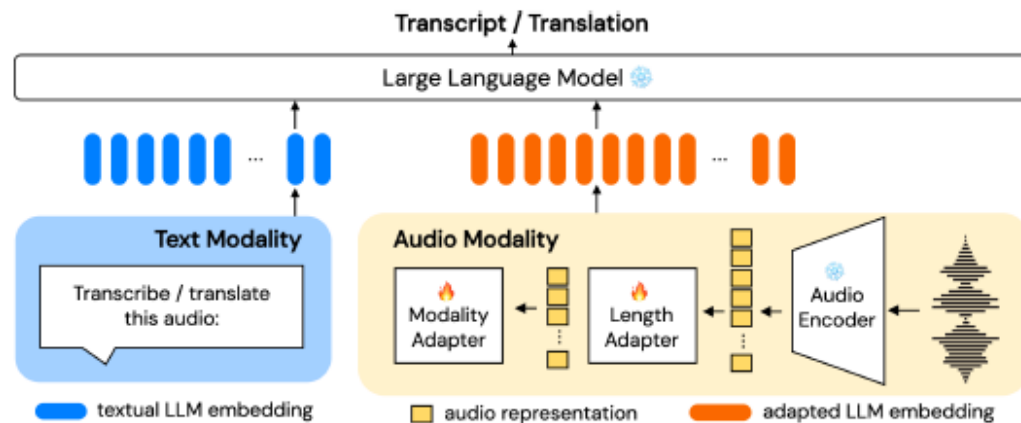 Transcript / Translation
Large Language Model
...
...
Text Modality
Transcribe / translate
this audio:
Audio Modality
Modality
Adapter
Length
Adapter
Audio
Encoder
textual LLM embedding
audio representation
adapted LLM embedding